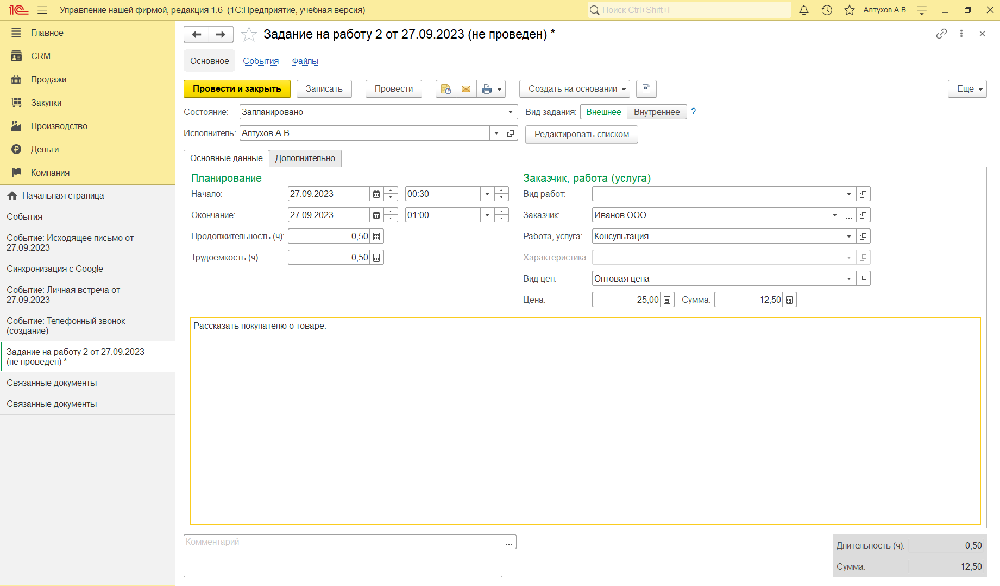 Управление нашей фирмой, редакция 1.6 (1С:Предприятие, учебная версия)
Поиск Ctrl+Shift+F
Алтухов А.В.
Главное
CRM
Продажи
Закупки
Производство
Деньги
Компания
Начальная страница
События
Событие: Исходящее письмо от
27.09.2023
Синхронизация с Google
Событие: Личная встреча от
27.09.2023
Событие: Телефонный звонок
(создание)
Задание на работу 2 от 27.09.2023
(не проведен) *
Связанные документы
Связанные документы
Задание на работу 2 от 27.09.2023 (не проведен) *
Основное События Файлы
Провести и закрыть Записать Провести Создать на основании Еще
Состояние: Запланировано Вид задания: Внешнее Внутреннее ?
Исполнитель: Алтухов А.В. Редактировать списком
Основные данные Дополнительно
Планирование Заказчик, работа (услуга)
Начало: 27.09.2023 00:30 Вид работ:
Окончание: 27.09.2023 01:00 Заказчик: Иванов ООО ...
Продолжительность (ч): 0,50 Работа, услуга: Консультация
Трудоемкость (ч): 0,50 Характеристика:
Вид цен: Оптовая цена
Цена: 25,00 Сумма: 12,50
Рассказать покупателю о товаре.
Комментарий ...
Длительность (ч): 0,50
Сумма: 12,50